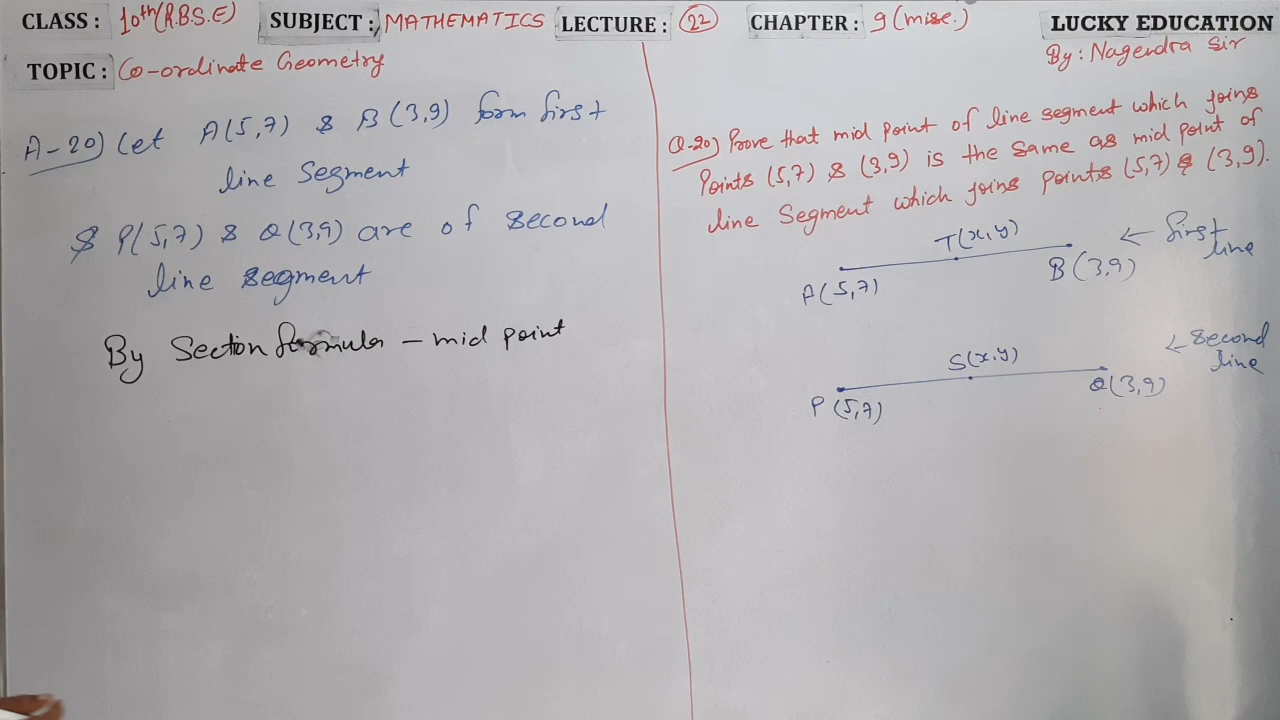 CLASS : 10th (R.B.S.E) SUBJECT : MATHEMATICS LECTURE : 22 CHAPTER : 9 (mise.) LUCKY EDUCATION
By : Nagendra Sir
TOPIC : Co-ordinate Geometry
A-20) Let A(5,7) & B(3,9) form first
line segment
& P(5,7) & Q(3,9) are of second
line segment
By Section formula - mid point
Q-20) Prove that mid point of line segment which joins
Points (5,7) & (3,9) is the same as mid point of
line Segment which joins points (5,7) & (3,9).
T(x,y)
A(5,7)
B(3,9)
← first
line
S(x,y)
P(5,7)
Q(3,9)
← second
line